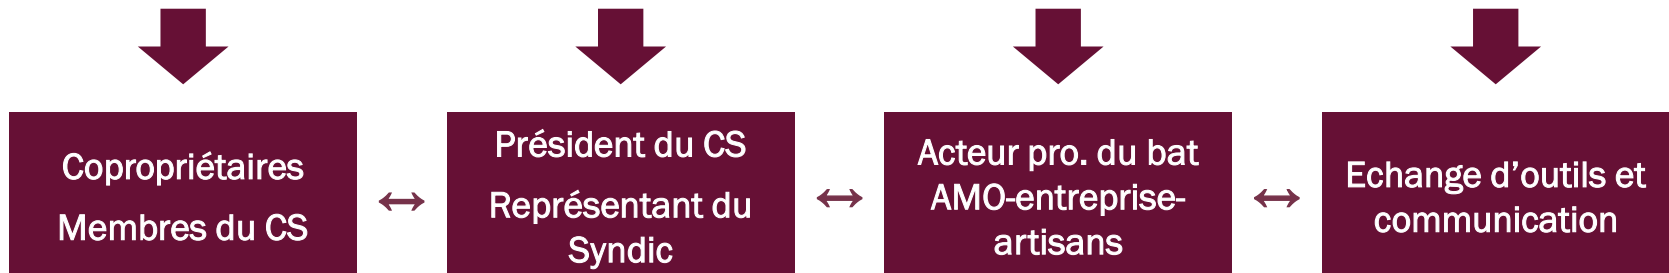 Copropriétaires
Membres du CS
Président du CS
Représentant du
Syndic
Acteur pro. du bat
AMO-entreprise-
artisans
Echange d’outils et
communication